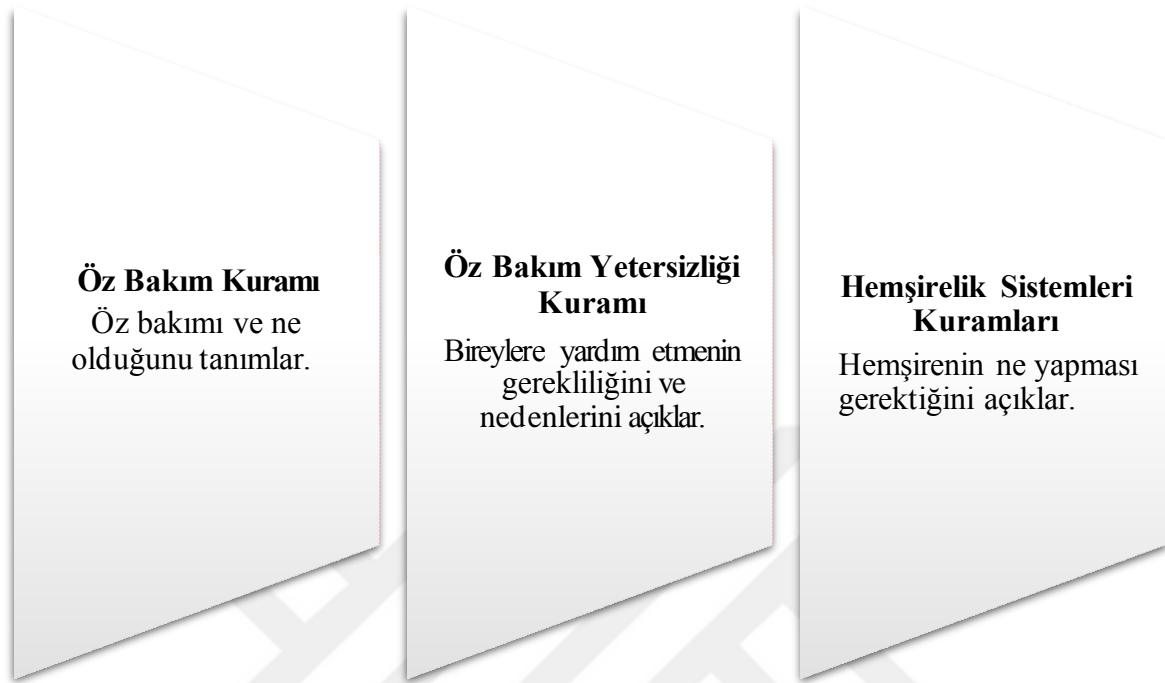 Öz Bakım Kuramı
Öz bakımı ve ne
olduğunu tanımlar.
Öz Bakım Yetersizliği
Kuramı
Bireylere yardım etmenin
gerekliliğini ve
nedenlerini açıklar.
Hemşirelik Sistemleri
Kuramları
Hemşirenin ne yapması
gerektiğini açıklar.